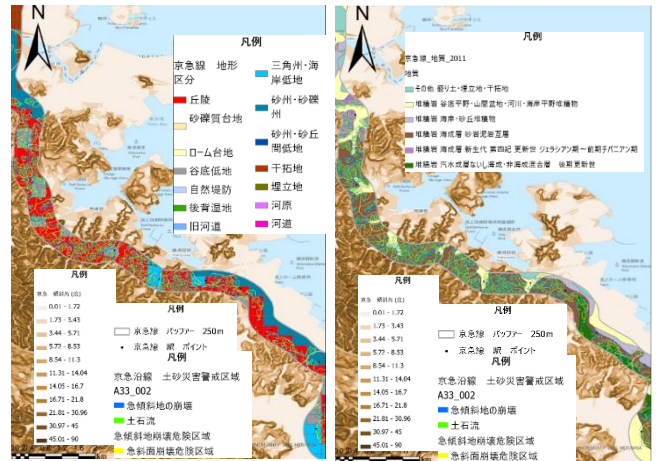 N
凡例
京急線 地形
区分
丘陵
砂礫質台地
ローム台地
谷底低地
自然堤防
後背湿地
旧河道
三角州・海
岸低地
砂州・砂礫
州
砂州・砂丘
間低地
干拓地
埋立地
河原
河道
凡例
京急 傾斜角 (度)
0.01 - 1.72
1.73 - 3.43
3.44 - 5.71
5.72 - 8.53
8.54 - 11.3
11.31 - 14.04
14.05 - 16.7
16.71 - 21.8
21.81 - 30.96
30.97 - 45
45.01 - 90
凡例
京急線 バッファー 250m
京急線 駅 ポイント
凡例
京急沿線 土砂災害警戒区域
A33_002
急傾斜地の崩壊
土石流
急傾斜地崩壊危険区域
急斜面崩壊危険区域
N
凡例
京急線_地質_2011
地質
その他 盛り土・埋立地・干拓地
堆積岩 谷底平野・山間盆地・河川・海岸平野堆積物
堆積岩 海岸・砂丘堆積物
堆積岩 海成層 砂岩泥岩互層
堆積岩 海成層 新生代 第四紀 更新世 ジェラシアン期～前期チバニアン期
堆積岩 汽水成層ないし海成・非海成混合層 後期更新世
凡例
京急 傾斜角 (度)
0.01 - 1.72
1.73 - 3.43
3.44 - 5.71
5.72 - 8.53
8.54 - 11.3
11.31 - 14.04
14.05 - 16.7
16.71 - 21.8
21.81 - 30.96
30.97 - 45
45.01 - 90
凡例
京急線 バッファー 250m
京急線 駅 ポイント
凡例
京急沿線 土砂災害警戒区域
A33_002
急傾斜地の崩壊
土石流
急傾斜地崩壊危険区域
急斜面崩壊危険区域